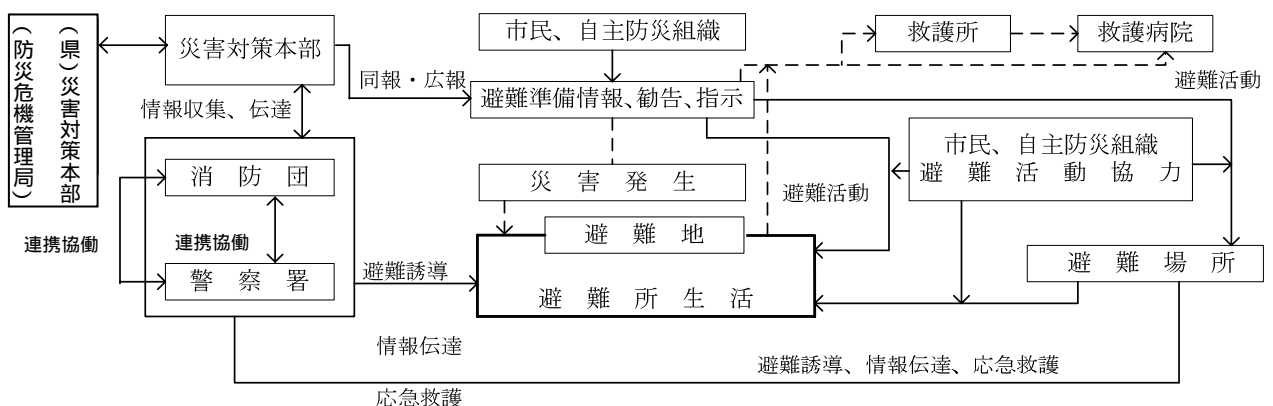 （県）災害対策本部
（防災危機管理局）
災害対策本部
市民、自主防災組織
救護所
救護病院
同報・広報
避難準備情報、勧告、指示
避難活動
情報収集、伝達
市民、自主防災組織
避難活動協力
消防団
災害発生
避難活動
連携協働
連携協働
避難地
警察署
避難誘導
避難所生活
避難場所
情報伝達
避難誘導、情報伝達、応急救護
応急救護